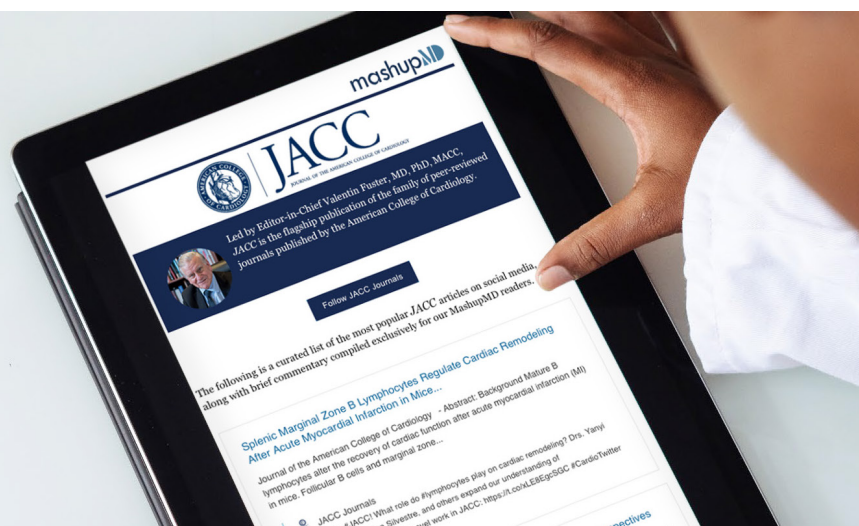 mashupMD
AMERICAN COLLEGE OF CARDIOLOGY
JACC
JOURNAL OF THE AMERICAN COLLEGE OF CARDIOLOGY
Led by Editor-in-Chief Valentin Fuster, MD, PhD, MACC,
JACC is the flagship publication of the family of peer-reviewed
journals published by the American College of Cardiology.
Follow JACC Journals
The following is a curated list of the most popular JACC articles on social media,
along with brief commentary compiled exclusively for our MashupMD readers.
Splenic Marginal Zone B Lymphocytes Regulate Cardiac Remodeling
After Acute Myocardial Infarction in Mice...
Journal of the American College of Cardiology - Abstract: Background Mature B
lymphocytes alter the recovery of cardiac function after acute myocardial infarction (MI)
in mice. Follicular B cells and marginal zone...
JACC Journals
JACC! What role do #lymphocytes play on cardiac remodeling? Drs. Yanyi
Silvestre, and others expand our understanding of
work in JACC: https://t.co/xLE8EgcSGC #CardioTwitter